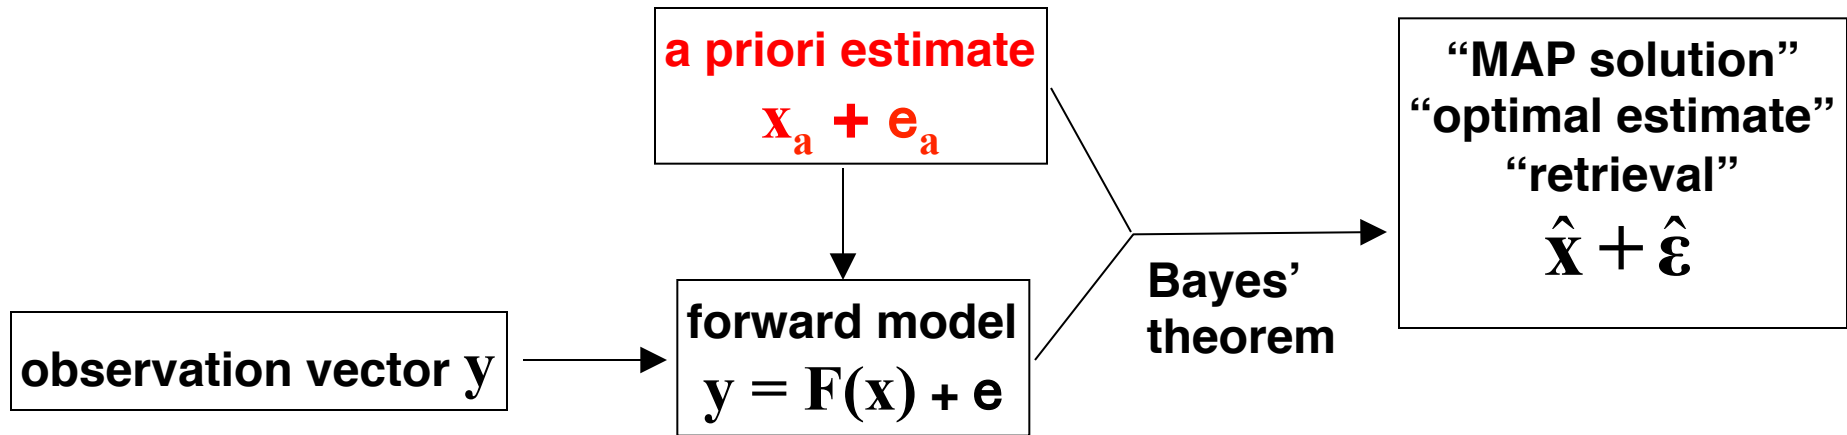 a priori estimate
xₐ + eₐ
“MAP solution”
“optimal estimate”
“retrieval”
x̂ + ε̂
Bayes’
theorem
forward model
y = F(x) + e
observation vector y